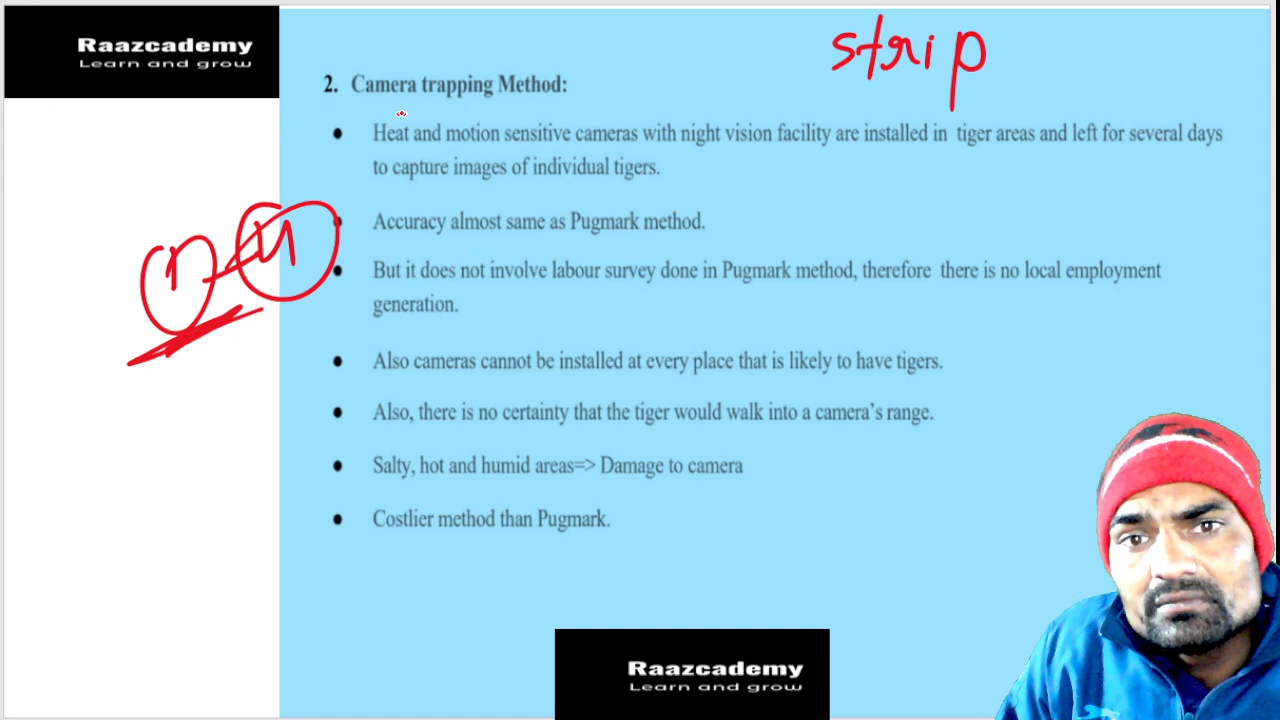 Raazcademy
Learn and grow
strip
2. Camera trapping Method:
● Heat and motion sensitive cameras with night vision facility are installed in tiger areas and left for several days
to capture images of individual tigers.
● Accuracy almost same as Pugmark method.
● But it does not involve labour survey done in Pugmark method, therefore there is no local employment
generation.
● Also cameras cannot be installed at every place that is likely to have tigers.
● Also, there is no certainty that the tiger would walk into a camera’s range.
● Salty, hot and humid areas=> Damage to camera
● Costlier method than Pugmark.
Raazcademy
Learn and grow